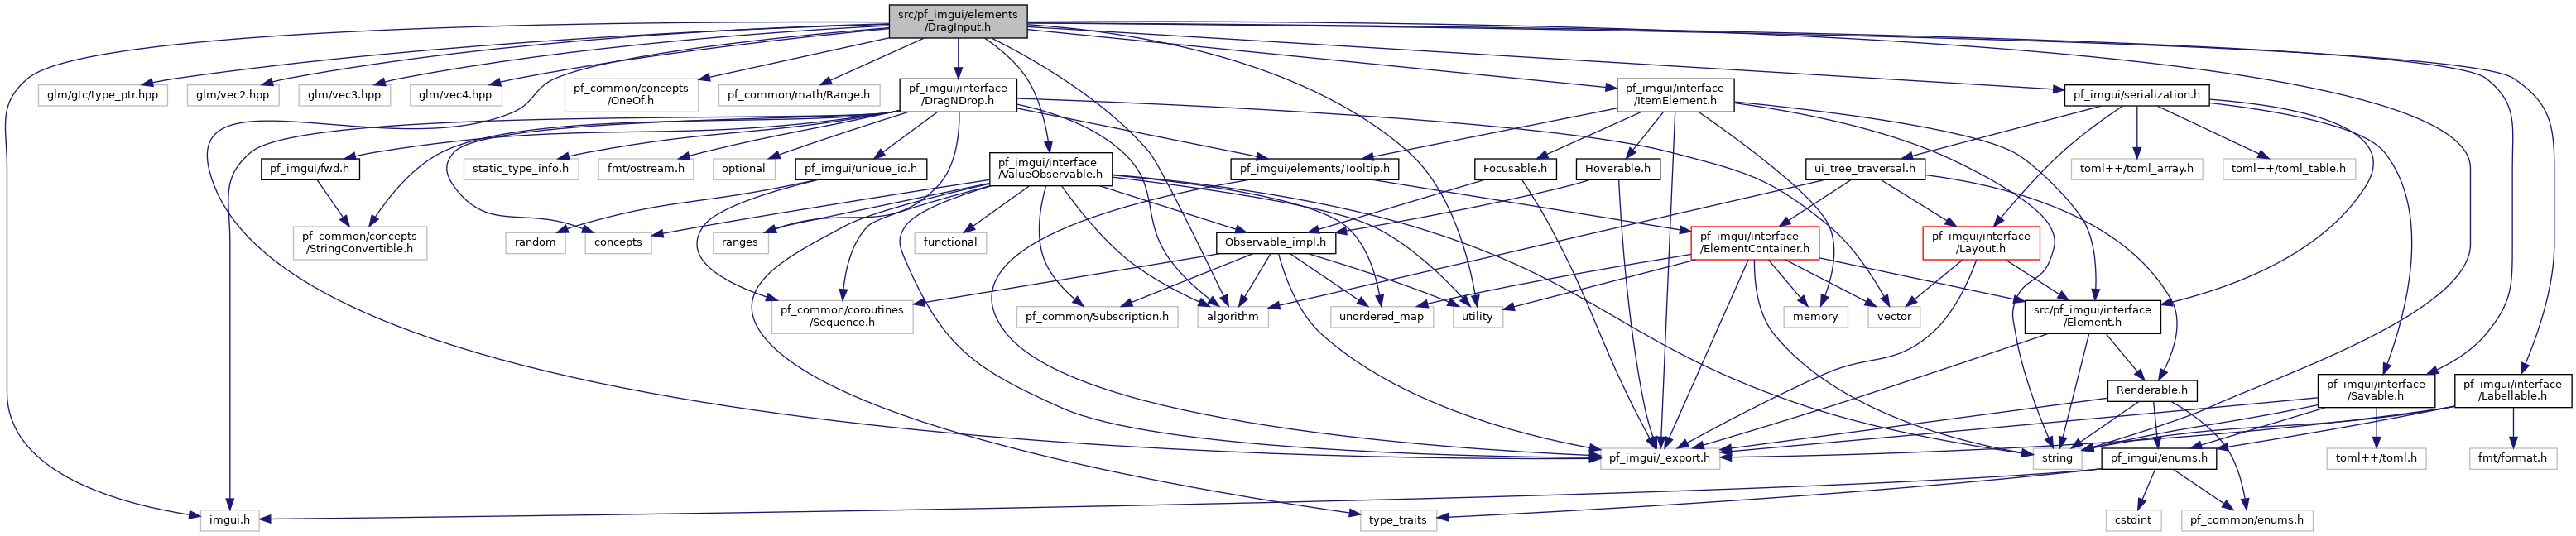 src/pf_imgui/elements
/DragInput.h
glm/gtc/type_ptr.hpp
glm/vec2.hpp
glm/vec3.hpp
glm/vec4.hpp
pf_common/concepts
/OneOf.h
pf_common/math/Range.h
pf_imgui/interface
/DragNDrop.h
pf_imgui/interface
/ItemElement.h
pf_imgui/serialization.h
pf_imgui/fwd.h
static_type_info.h
fmt/ostream.h
optional
pf_imgui/unique_id.h
pf_imgui/interface
/ValueObservable.h
pf_imgui/elements/Tooltip.h
Focusable.h
Hoverable.h
ui_tree_traversal.h
toml++/toml_array.h
toml++/toml_table.h
pf_common/concepts
/StringConvertible.h
random
concepts
ranges
functional
Observable_impl.h
pf_imgui/interface
/ElementContainer.h
pf_imgui/interface
/Layout.h
pf_common/coroutines
/Sequence.h
pf_common/Subscription.h
algorithm
unordered_map
utility
memory
vector
src/pf_imgui/interface
/Element.h
Renderable.h
pf_imgui/interface
/Savable.h
pf_imgui/interface
/Labellable.h
pf_imgui/_export.h
string
pf_imgui/enums.h
toml++/toml.h
fmt/format.h
imgui.h
type_traits
cstdint
pf_common/enums.h